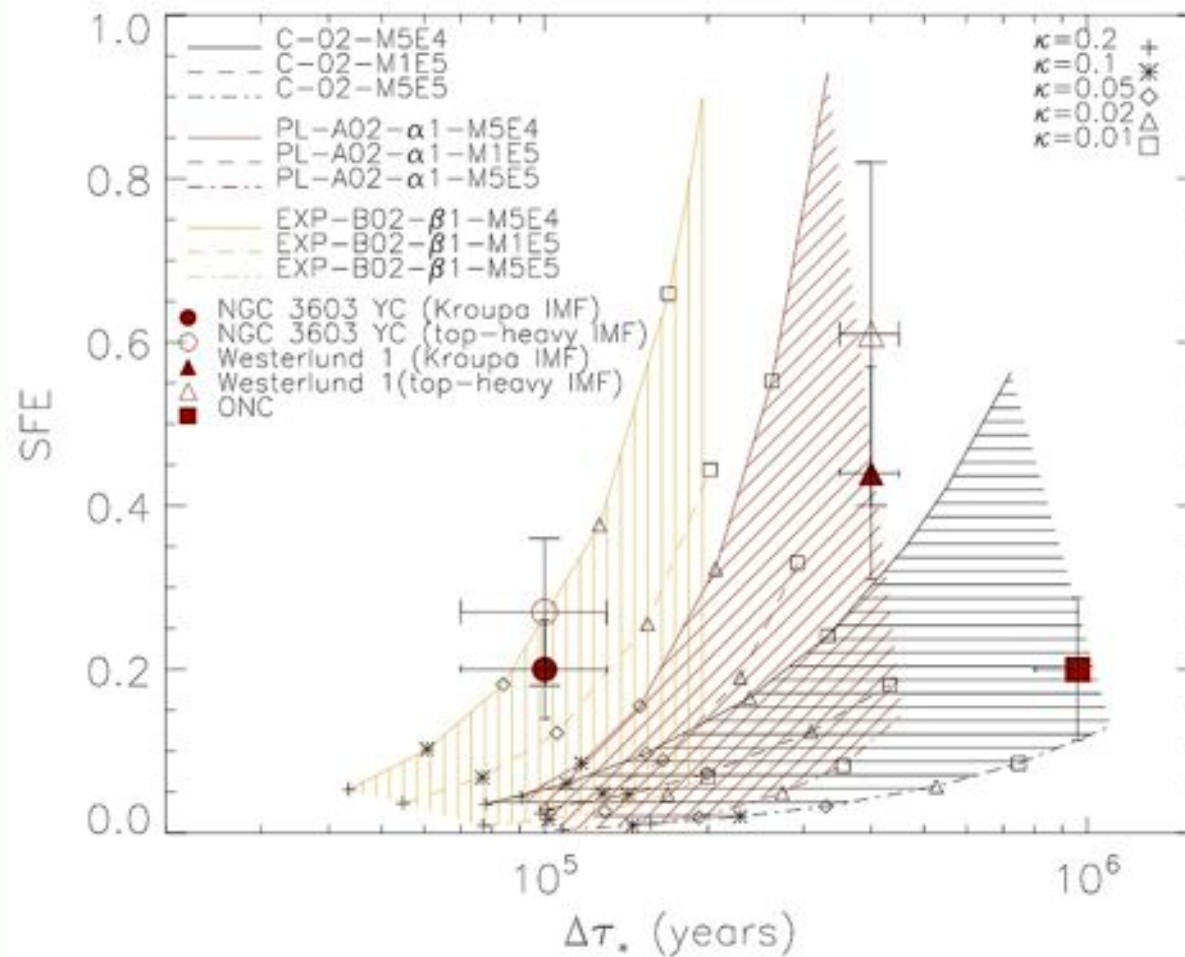 1.0
0.8
0.6
0.4
0.2
0.0
SFE
10⁵
10⁶
Δτ* (years)
C-02-M5E4
C-02-M1E5
C-02-M5E5
PL-A02-α1-M5E4
PL-A02-α1-M1E5
PL-A02-α1-M5E5
EXP-B02-β1-M5E4
EXP-B02-β1-M1E5
EXP-B02-β1-M5E5
NGC 3603 YC (Kroupa IMF)
NGC 3603 YC (top-heavy IMF)
Westerlund 1 (Kroupa IMF)
Westerlund 1(top-heavy IMF)
ONC
κ=0.2
κ=0.1
κ=0.05
κ=0.02
κ=0.01